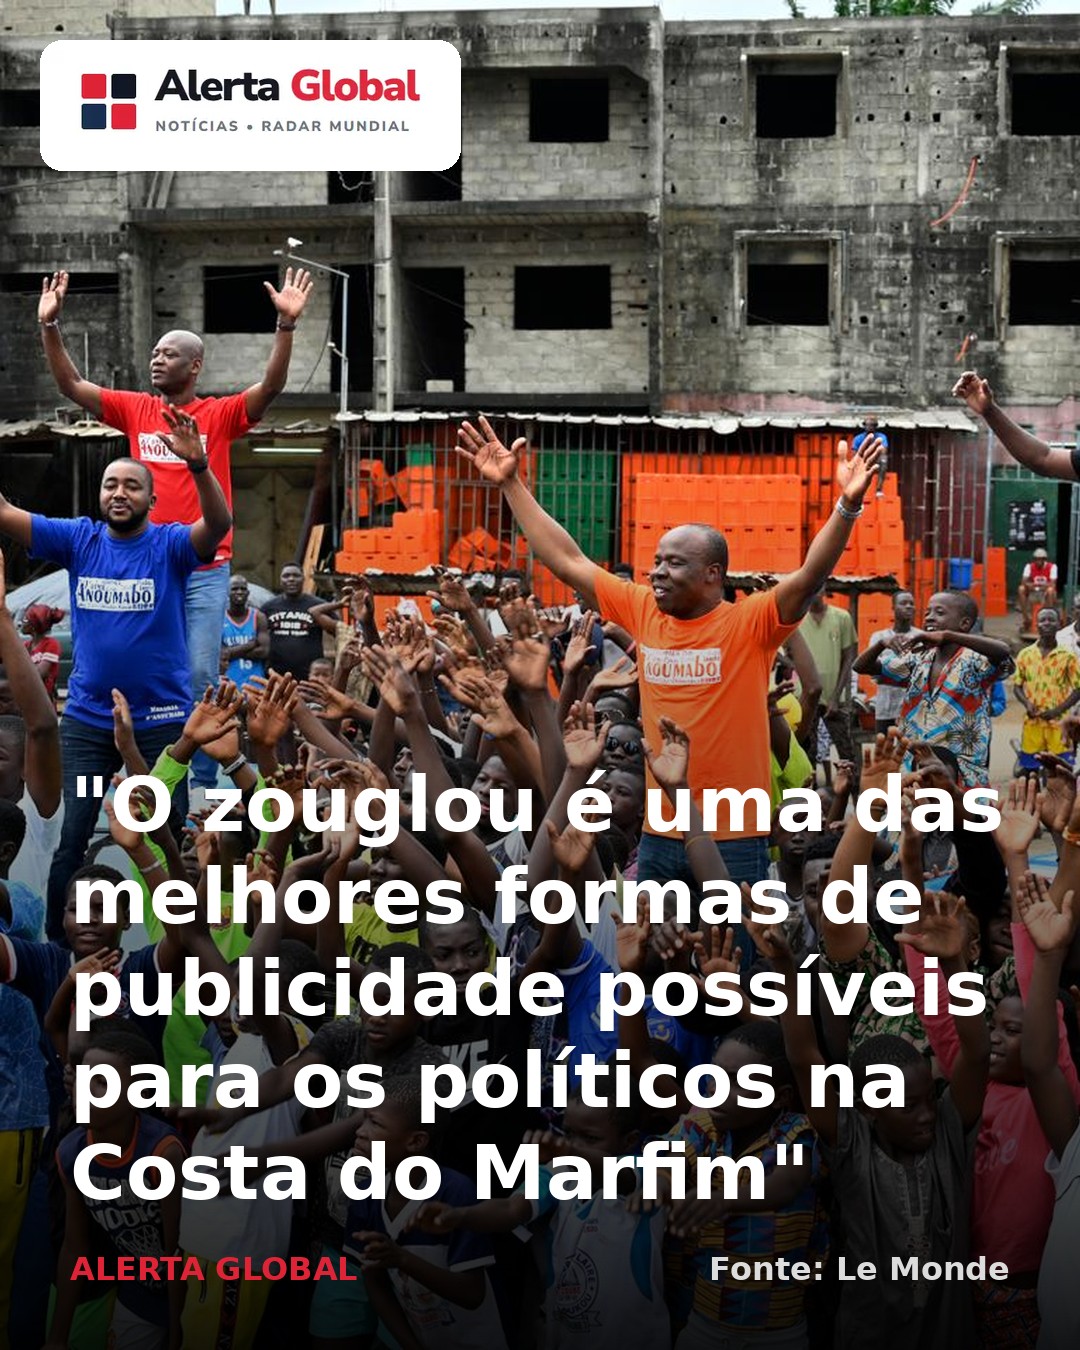 Alerta Global
NOTÍCIAS • RADAR MUNDIAL
ANOUMABO
ANOUMABO
TITANIC
"O zouglou é uma das
melhores formas de
publicidade possíveis
para os políticos na
Costa do Marfim"
ALERTA GLOBAL
Fonte: Le Monde